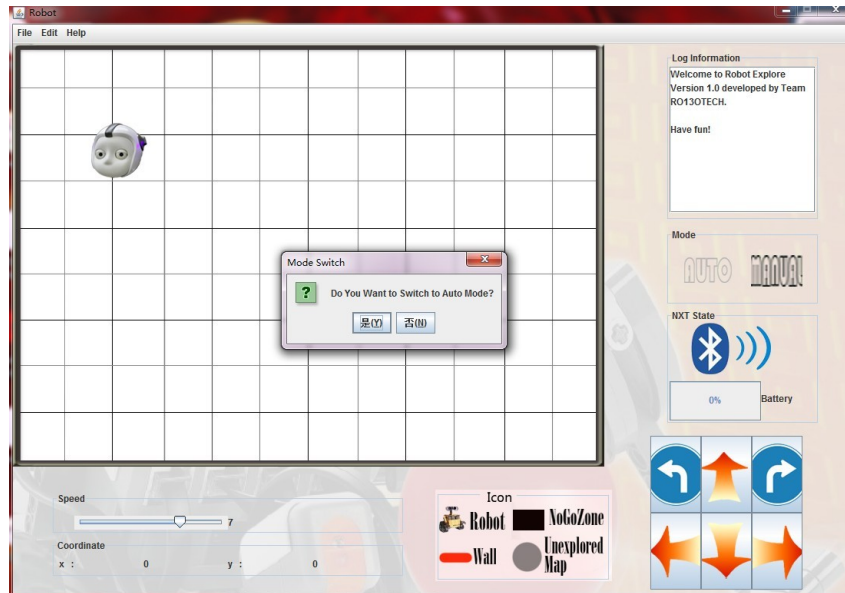 Robot
File Edit Help
Log Information
Welcome to Robot Explore
Version 1.0 developed by Team
RO13OTECH.
Have fun!
Mode
AUTO MANUAL
Mode Switch
Do You Want to Switch to Auto Mode?
是(Y) 否(N)
NXT State
0% Battery
Speed
7
Coordinate
x : 0 y : 0
Icon
Robot NoGoZone
Wall Unexplored
Map